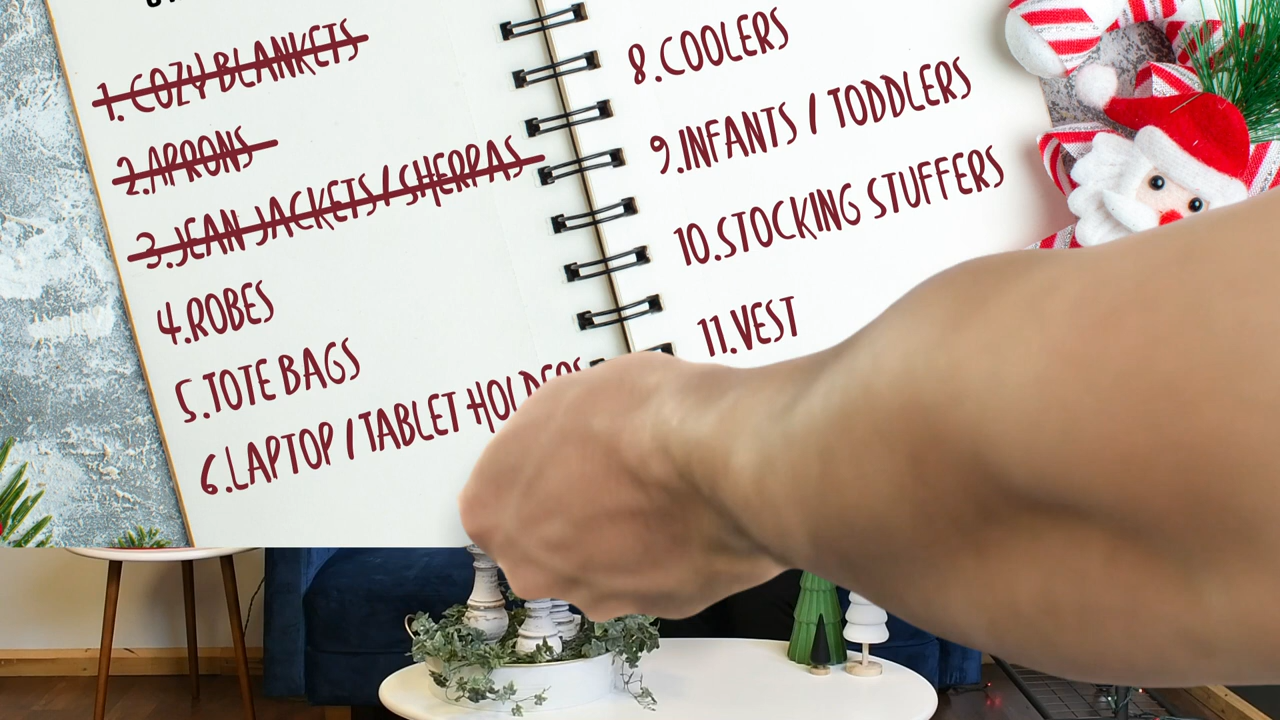 1. COZY BLANKETS
2. APRONS
3. JEAN JACKETS / SHERPAS
4. ROBES
5. TOTE BAGS
6. LAPTOP / TABLET HOLDERS
8. COOLERS
9. INFANTS / TODDLERS
10. STOCKING STUFFERS
11. VEST